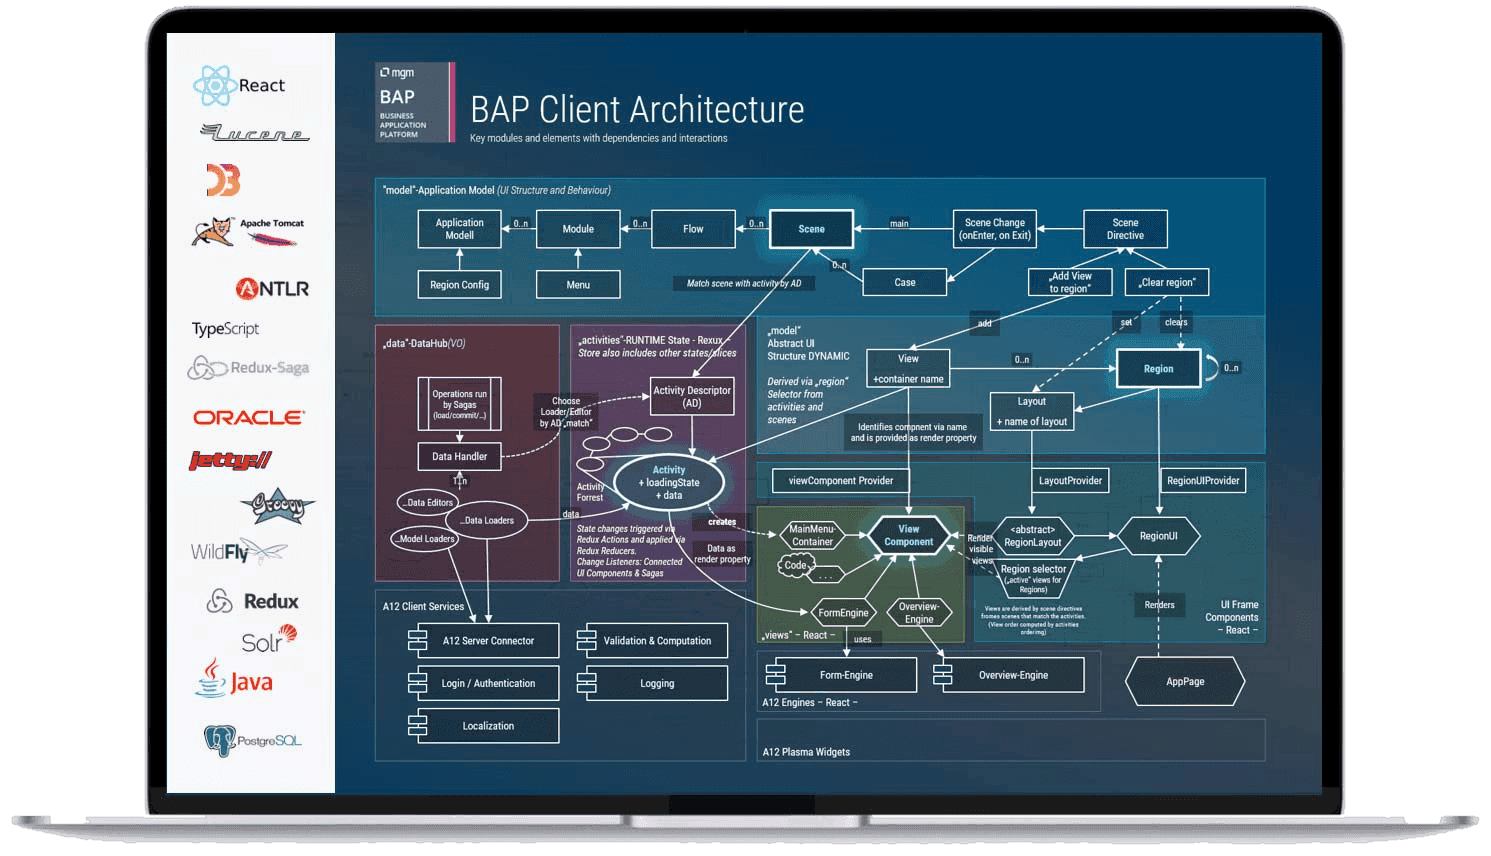 React
Lucene
D3
Apache Tomcat
ANTLR
TypeScript
Redux-Saga
ORACLE
jetty://
Groovy
WildFly
Redux
Solr
Java
PostgreSQL
mgm
BAP
BUSINESS
APPLICATION
PLATFORM
BAP Client Architecture
Key modules and elements with dependencies and interactions
"model"-Application Model (UI Structure and Behaviour)
Application
Modell
0..n
Module
0..n
Flow
0..n
Scene
main
Scene Change
(onEnter, on Exit)
Scene
Directive
Region Config
Menu
Match scene with activity by AD
0..n
Case
„Add View
to region"
„Clear region"
„data"-DataHub(VO)
Operations run
by Sagas
(load/commit/...)
Data Handler
1..n
...Data Editors
...Data Loaders
...Model Loaders
„activities"-RUNTIME State - Rexux
Store also includes other states/slices
Choose
Loader/Editor
by AD „match"
Activity Descriptor
(AD)
Activity
+ loadingState
+ data
Activity
Forrest
data
State changes triggered via
Redux Actions and applied via
Redux Reducers.
Change Listeners: Connected
UI Components & Sagas
creates
Data as
render property
„model"
Abstract UI
Structure DYNAMIC
Derived via „region"
Selector from
activities and
scenes
add
set
clears
View
+container name
0..n
Region
0..n
Layout
+ name of layout
Identifies compnent via name
and is provided as render property
viewComponent Provider
LayoutProvider
RegionUIProvider
MainMenu-
Container
View
Component
Code
. . .
FormEngine
Overview-
Engine
„views" – React –
uses
Render
visible
views
<abstract>
RegionLayout
RegionUI
Region selector
(„active" views for
Regions)
Views are derived by scene directives
fromes scenes that match the activities.
(View order computed by activities
ordering)
Renders
UI Frame
Components
– React –
A12 Client Services
A12 Server Connector
Validation & Computation
Login / Authentication
Logging
Localization
Form-Engine
Overview-Engine
A12 Engines – React –
AppPage
A12 Plasma Widgets